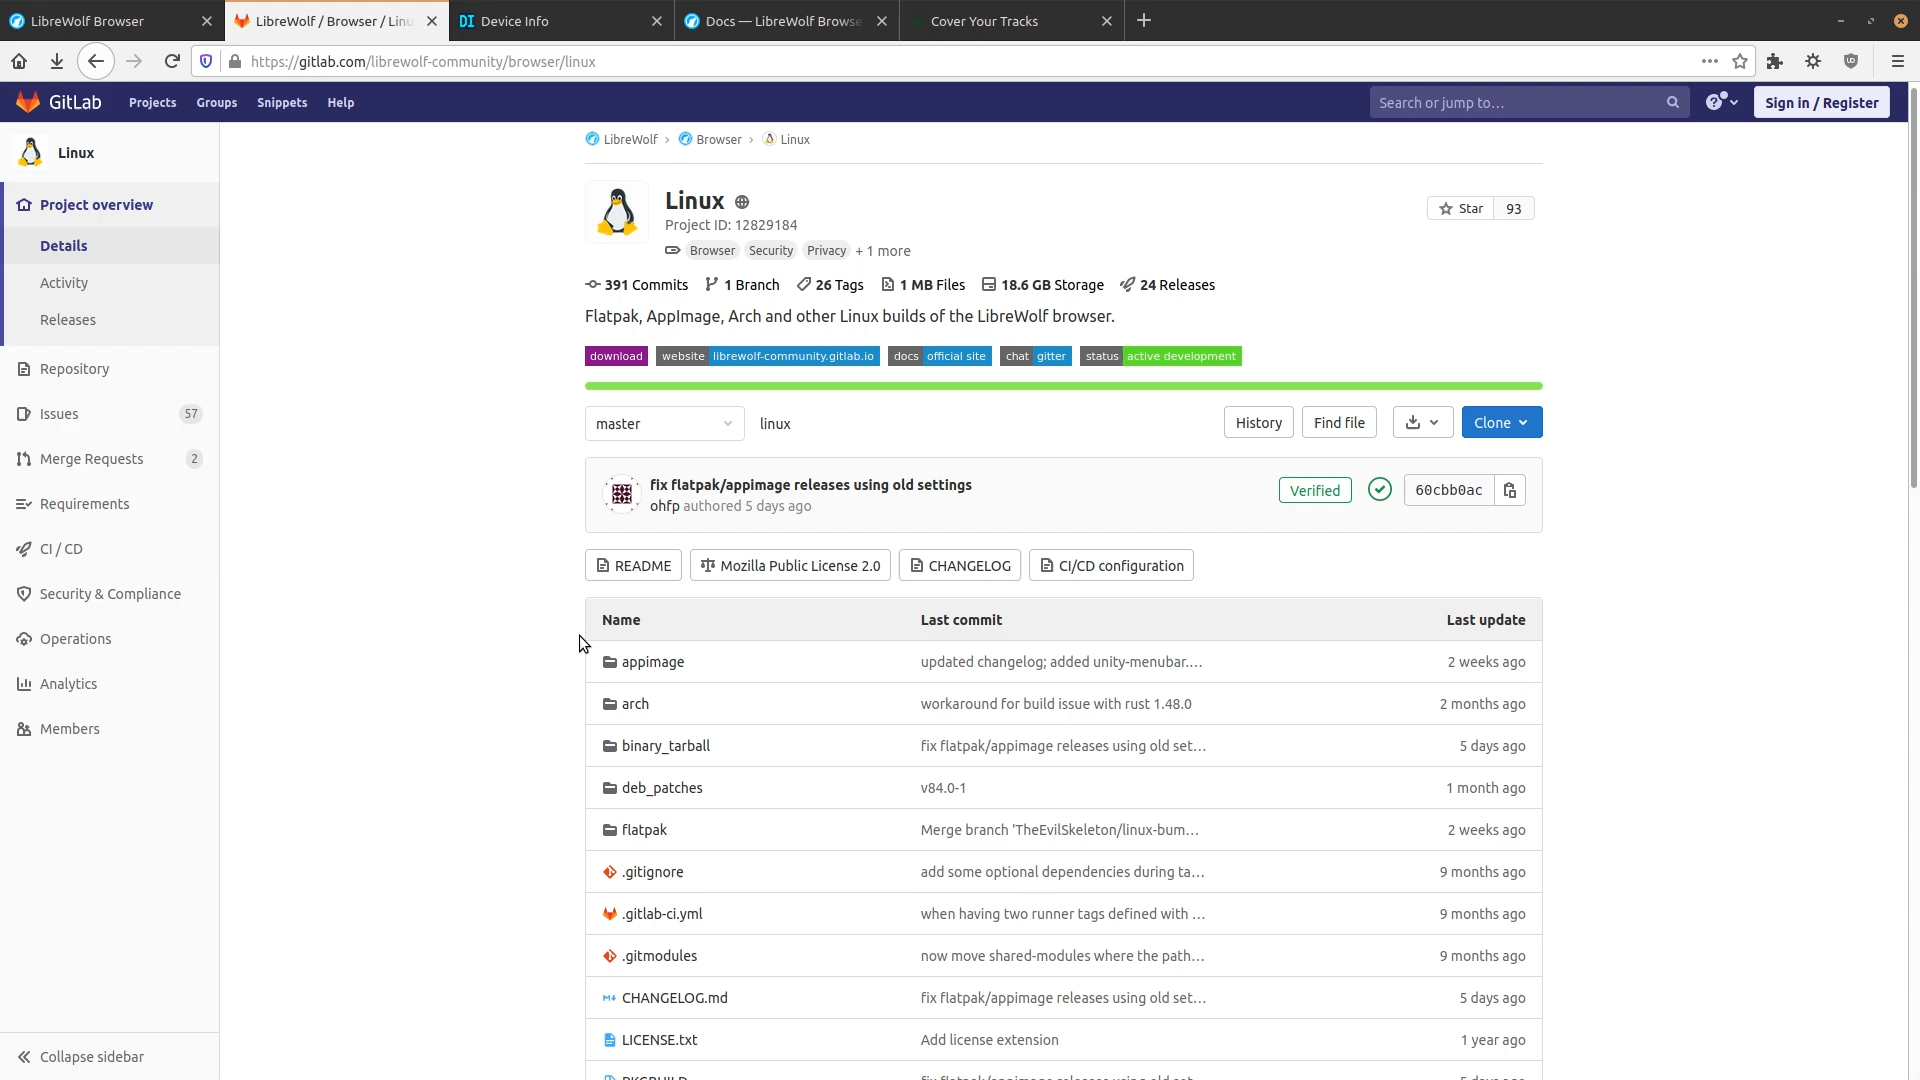 LibreWolf Browser
LibreWolf / Browser / Linu
DI Device Info
Docs — LibreWolf Browse
Cover Your Tracks
https://gitlab.com/librewolf-community/browser/linux
GitLab Projects Groups Snippets Help
Search or jump to…
Sign in / Register
Linux
Project overview
Details
Activity
Releases
Repository
Issues 57
Merge Requests 2
Requirements
CI / CD
Security & Compliance
Operations
Analytics
Members
Collapse sidebar
LibreWolf › Browser › Linux
Linux
Project ID: 12829184
Star 93
Browser Security Privacy + 1 more
391 Commits 1 Branch 26 Tags 1 MB Files 18.6 GB Storage 24 Releases
Flatpak, AppImage, Arch and other Linux builds of the LibreWolf browser.
download website librewolf-community.gitlab.io docs official site chat gitter status active development
master linux History Find file Clone
fix flatpak/appimage releases using old settings
ohfp authored 5 days ago
Verified 60cbb0ac
README Mozilla Public License 2.0 CHANGELOG CI/CD configuration
Name Last commit Last update
appimage updated changelog; added unity-menubar.… 2 weeks ago
arch workaround for build issue with rust 1.48.0 2 months ago
binary_tarball fix flatpak/appimage releases using old set… 5 days ago
deb_patches v84.0-1 1 month ago
flatpak Merge branch 'TheEvilSkeleton/linux-bum… 2 weeks ago
.gitignore add some optional dependencies during ta… 9 months ago
.gitlab-ci.yml when having two runner tags defined with … 9 months ago
.gitmodules now move shared-modules where the path… 9 months ago
CHANGELOG.md fix flatpak/appimage releases using old set… 5 days ago
LICENSE.txt Add license extension 1 year ago